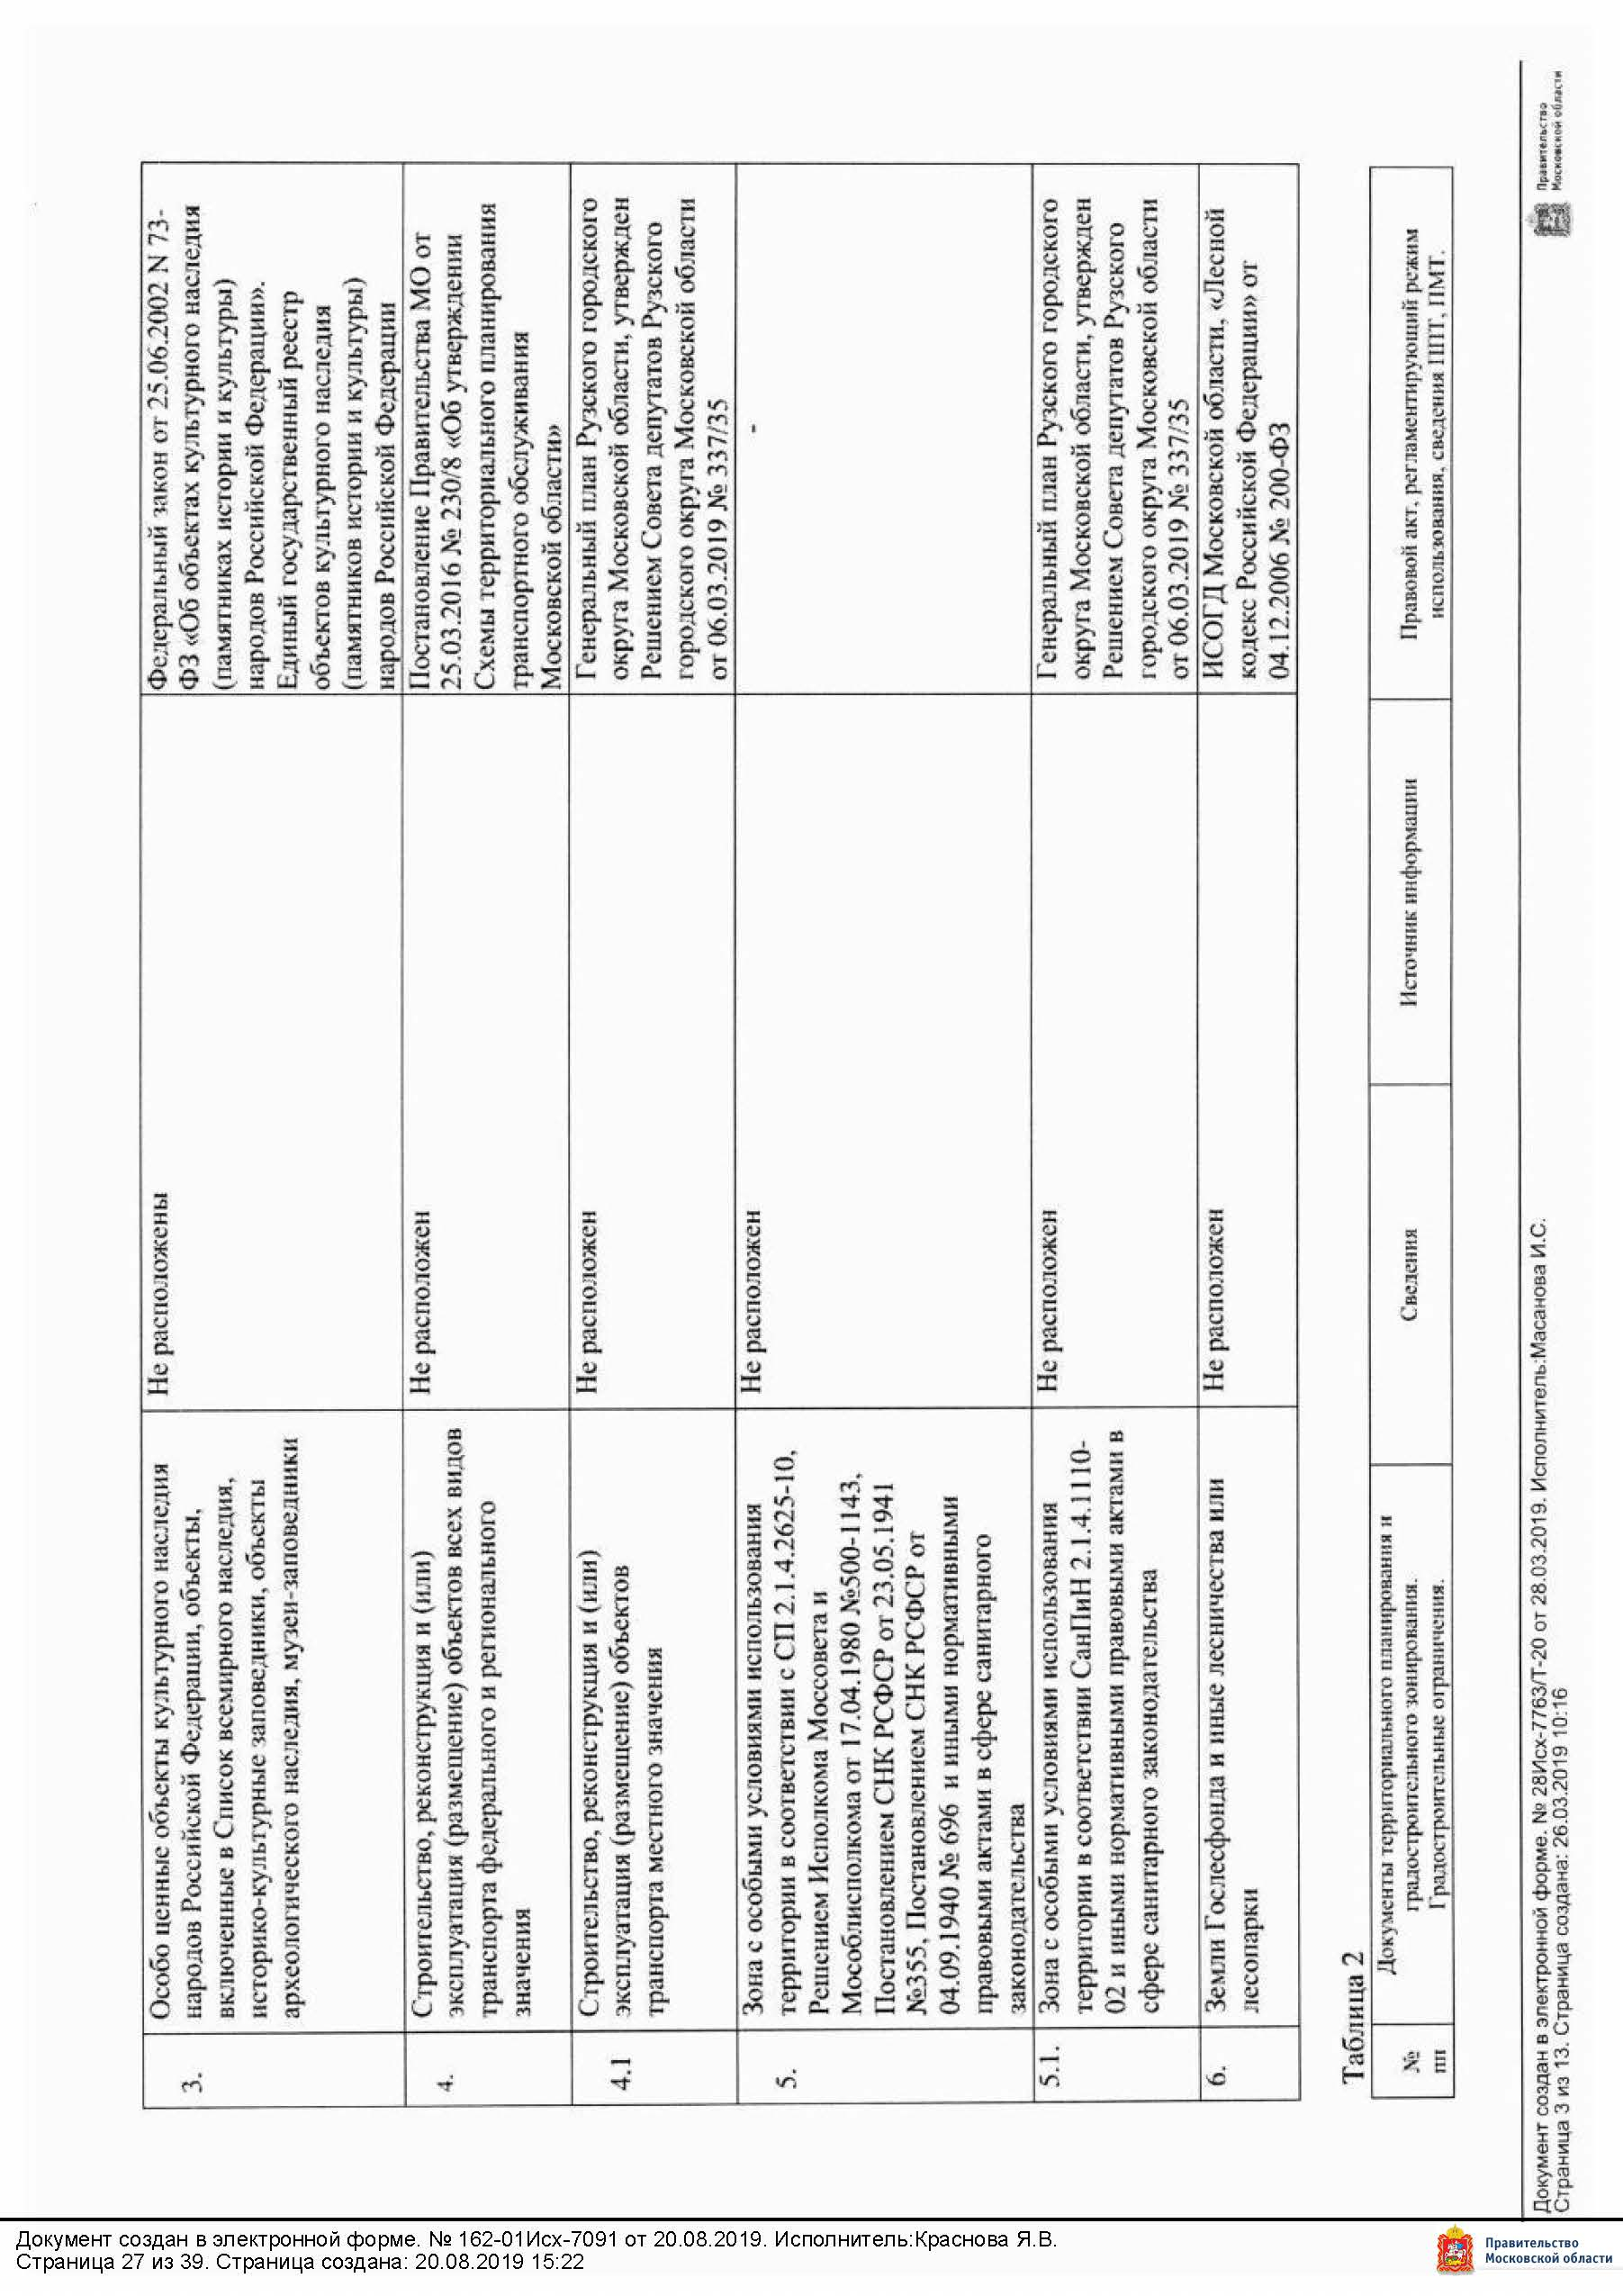 3.
Особо ценные объекты культурного наследия
народов Российской Федерации, объекты,
включенные в Список всемирного наследия,
историко-культурные заповедники, объекты
археологического наследия, музеи-заповедники
Не расположены
Федеральный закон от 25.06.2002 N 73-
ФЗ «Об объектах культурного наследия
(памятниках истории и культуры)
народов Российской Федерации».
Единый государственный реестр
объектов культурного наследия
(памятников истории и культуры)
народов Российской Федерации
4.
Строительство, реконструкция и (или)
эксплуатация (размещение) объектов всех видов
транспорта федерального и регионального
значения
Не расположен
Постановление Правительства МО от
25.03.2016 № 230/8 «Об утверждении
Схемы территориального планирования
транспортного обслуживания
Московской области»
4.1
Строительство, реконструкция и (или)
эксплуатация (размещение) объектов
транспорта местного значения
Не расположен
Генеральный план Рузского городского
округа Московской области, утвержден
Решением Совета депутатов Рузского
городского округа Московской области
от 06.03.2019 № 337/35
5.
Зона с особыми условиями использования
территории в соответствии с СП 2.1.4.2625-10,
Решением Исполкома Моссовета и
Мособлисполкома от 17.04.1980 №500-1143,
Постановлением СНК РСФСР от 23.05.1941
№355, Постановлением СНК РСФСР от
04.09.1940 № 696 и иными нормативными
правовыми актами в сфере санитарного
законодательства
Не расположен
-
5.1.
Зона с особыми условиями использования
территории в соответствии СанПиН 2.1.4.1110-
02 и иными нормативными правовыми актами в
сфере санитарного законодательства
Не расположен
Генеральный план Рузского городского
округа Московской области, утвержден
Решением Совета депутатов Рузского
городского округа Московской области
от 06.03.2019 № 337/35
6.
Земли Гослесфонда и иные лесничества или
лесопарки
Не расположен
ИСОГД Московской области, «Лесной
кодекс Российской Федерации» от
04.12.2006 № 200-ФЗ
Таблица 2
№
пп
Документы территориального планирования и
градостроительного зонирования.
Градостроительные ограничения.
Сведения
Источник информации
Правовой акт, регламентирующий режим
использования, сведения ППТ, ПМТ.
Документ создан в электронной форме. № 28Исх-7763/Т-20 от 28.03.2019. Исполнитель:Масанова И.С.
Страница 3 из 13. Страница создана: 26.03.2019 10:16
Правительство
Московской области
Документ создан в электронной форме. № 162-01Исх-7091 от 20.08.2019. Исполнитель:Краснова Я.В.
Страница 27 из 39. Страница создана: 20.08.2019 15:22
Правительство
Московской области